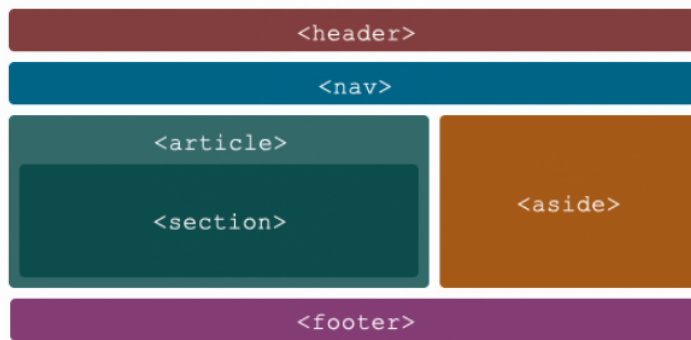 <header>
<nav>
<article>
<section>
<aside>
<footer>